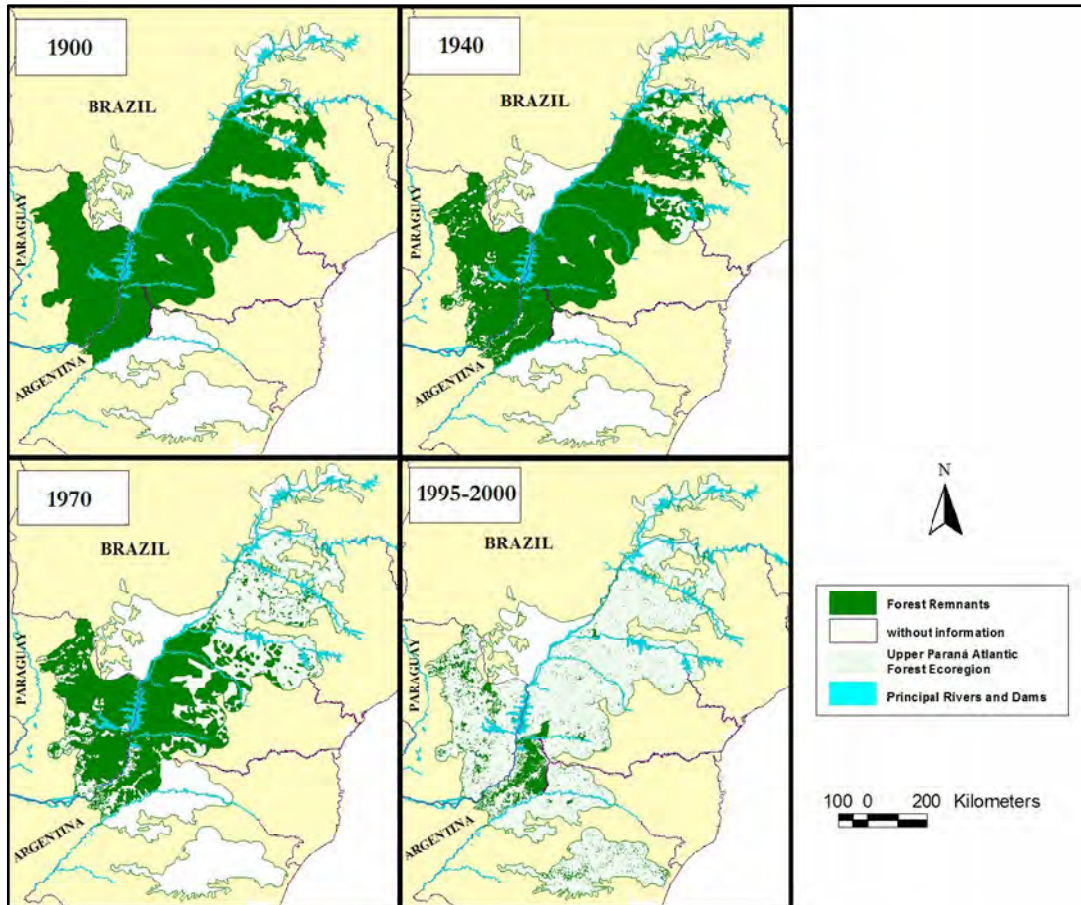 1900
BRAZIL
PARAGUAY
ARGENTINA
1940
BRAZIL
PARAGUAY
ARGENTINA
1970
BRAZIL
PARAGUAY
ARGENTINA
1995-2000
BRAZIL
PARAGUAY
ARGENTINA
N
Forest Remnants
without information
Upper Paraná Atlantic
Forest Ecoregion
Principal Rivers and Dams
100 0 200 Kilometers